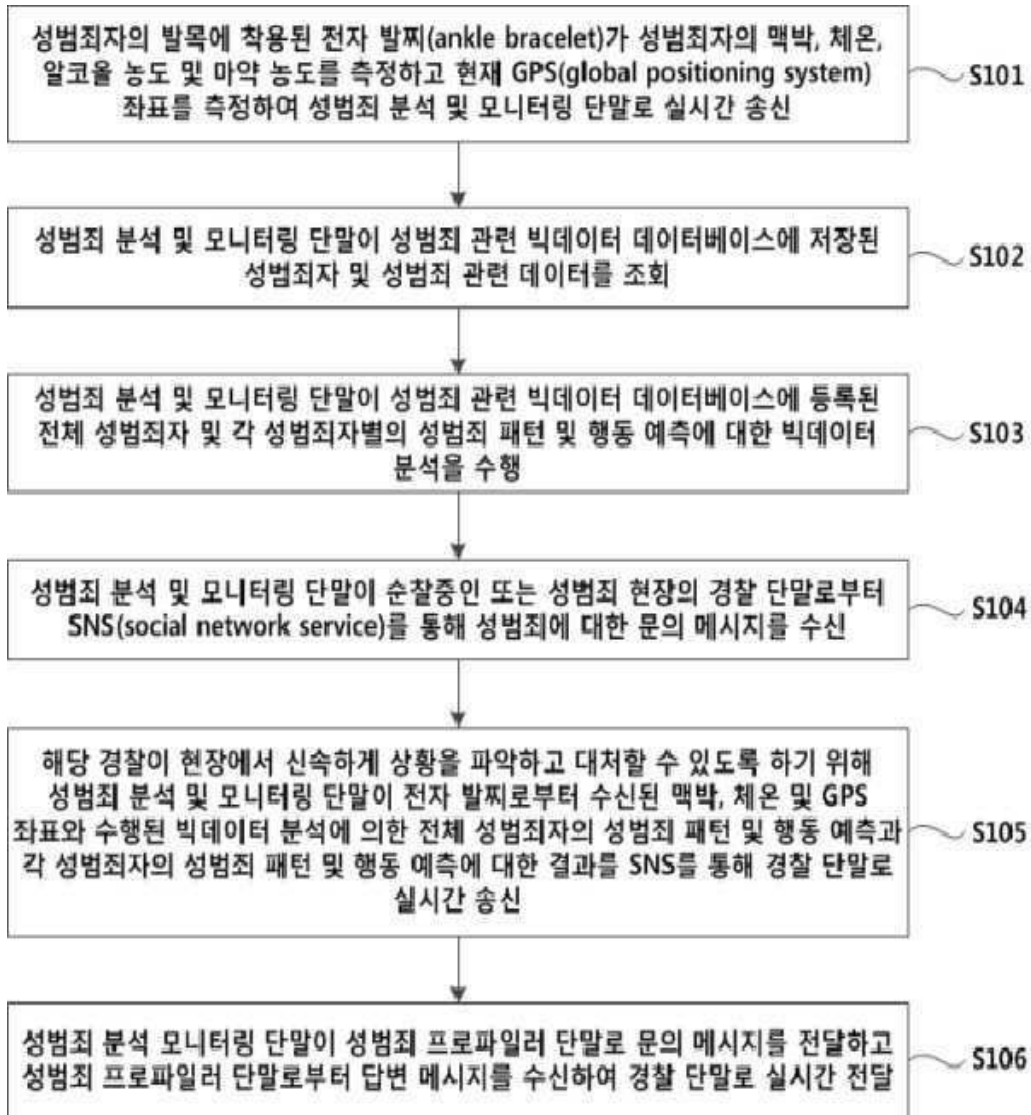 성범죄자의 발목에 착용된 전자 발찌(ankle bracelet)가 성범죄자의 맥박, 체온,
알코올 농도 및 마약 농도를 측정하고 현재 GPS(global positioning system)
좌표를 측정하여 성범죄 분석 및 모니터링 단말로 실시간 송신
S101
성범죄 분석 및 모니터링 단말이 성범죄 관련 빅데이터 데이터베이스에 저장된
성범죄자 및 성범죄 관련 데이터를 조회
S102
성범죄 분석 및 모니터링 단말이 성범죄 관련 빅데이터 데이터베이스에 등록된
전체 성범죄자 및 각 성범죄자별의 성범죄 패턴 및 행동 예측에 대한 빅데이터
분석을 수행
S103
성범죄 분석 및 모니터링 단말이 순찰중인 또는 성범죄 현장의 경찰 단말로부터
SNS(social network service)를 통해 성범죄에 대한 문의 메시지를 수신
S104
해당 경찰이 현장에서 신속하게 상황을 파악하고 대처할 수 있도록 하기 위해
성범죄 분석 및 모니터링 단말이 전자 발찌로부터 수신된 맥박, 체온 및 GPS
좌표와 수행된 빅데이터 분석에 의한 전체 성범죄자의 성범죄 패턴 및 행동 예측과
각 성범죄자의 성범죄 패턴 및 행동 예측에 대한 결과를 SNS를 통해 경찰 단말로
실시간 송신
S105
성범죄 분석 모니터링 단말이 성범죄 프로파일러 단말로 문의 메시지를 전달하고
성범죄 프로파일러 단말로부터 답변 메시지를 수신하여 경찰 단말로 실시간 전달
S106